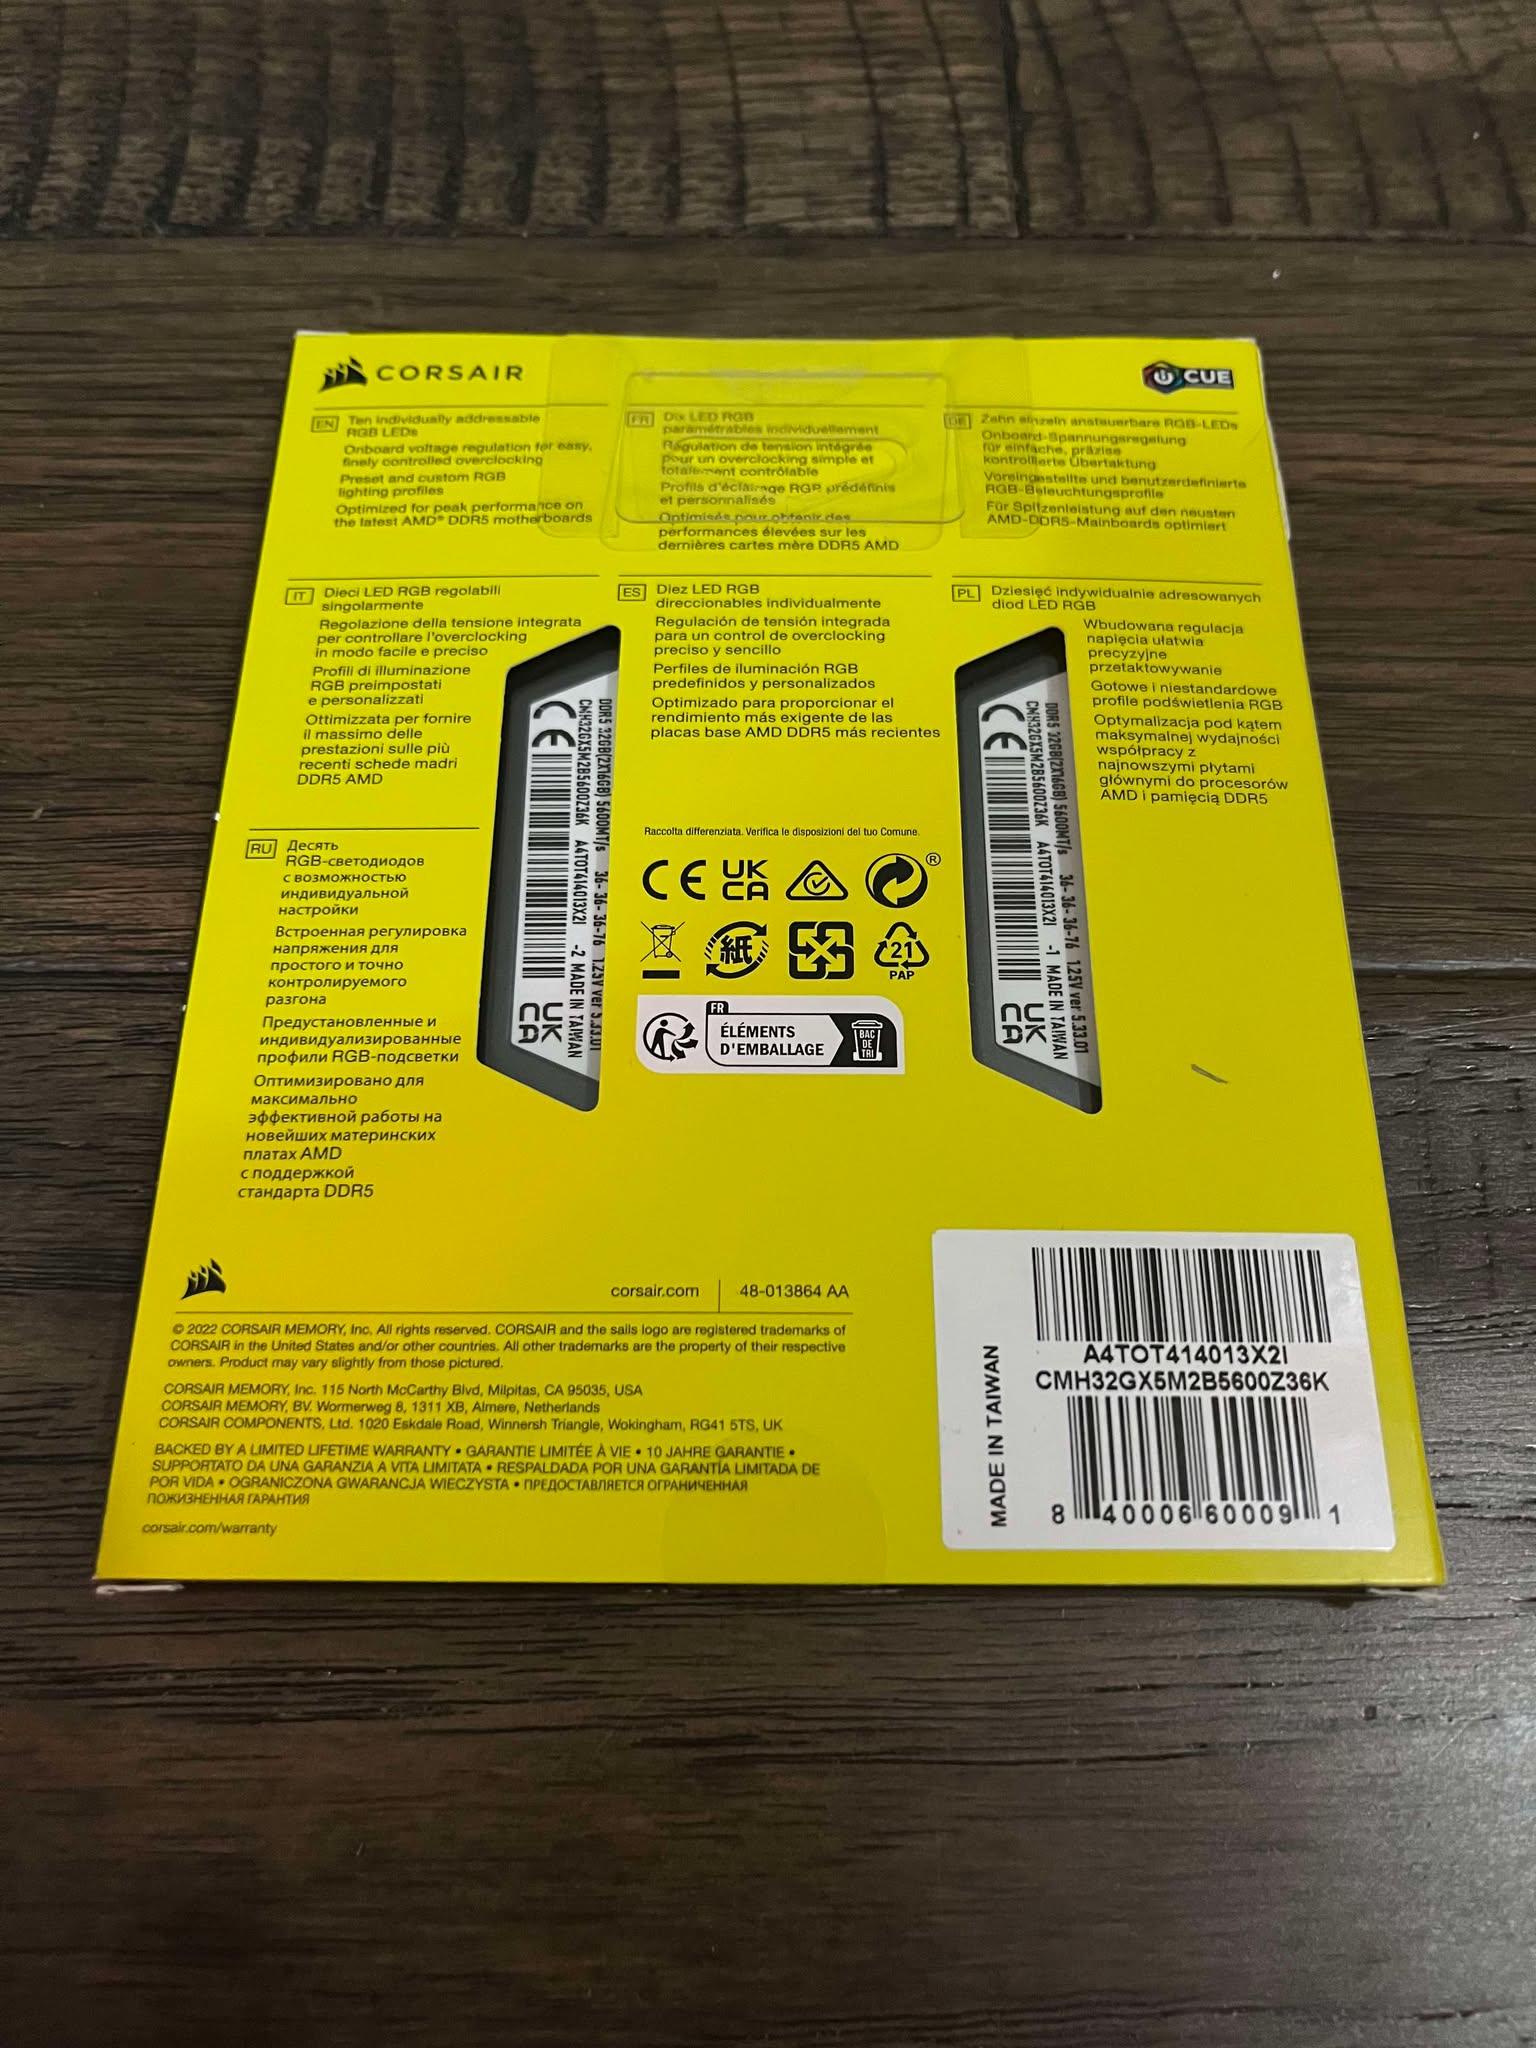 CORSAIR
iCUE
EN
Ten individually addressable
RGB LEDs
Onboard voltage regulation for easy,
finely controlled overclocking
Preset and custom RGB
lighting profiles
Optimized for peak performance on
the latest AMD® DDR5 motherboards
FR
Dix LED RGB
paramétrables individuellement
Régulation de tension intégrée
pour un overclocking simple et
totalement contrôlable
Profils d'éclairage RGB prédéfinis
et personnalisés
Optimisés pour obtenir des
performances élevées sur les
dernières cartes mère DDR5 AMD
DE
Zehn einzeln ansteuerbare RGB-LEDs
Onboard-Spannungsregelung
für einfache, präzise
kontrollierte Übertaktung
Voreingestellte und benutzerdefinierte
RGB-Beleuchtungsprofile
Für Spitzenleistung auf den neusten
AMD-DDR5-Mainboards optimiert
IT
Dieci LED RGB regolabili
singolarmente
Regolazione della tensione integrata
per controllare l'overclocking
in modo facile e preciso
Profili di illuminazione
RGB preimpostati
e personalizzati
Ottimizzata per fornire
il massimo delle
prestazioni sulle più
recenti schede madri
DDR5 AMD
ES
Diez LED RGB
direccionables individualmente
Regulación de tensión integrada
para un control de overclocking
preciso y sencillo
Perfiles de iluminación RGB
predefinidos y personalizados
Optimizado para proporcionar el
rendimiento más exigente de las
placas base AMD DDR5 más recientes
PL
Dziesięć indywidualnie adresowanych
diod LED RGB
Wbudowana regulacja
napięcia ułatwia
precyzyjne
przetaktowywanie
Gotowe i niestandardowe
profile podświetlenia RGB
Optymalizacja pod kątem
maksymalnej wydajności
współpracy z
najnowszymi płytami
głównymi do procesorów
AMD i pamięcią DDR5
RU
Десять
RGB-светодиодов
с возможностью
индивидуальной
настройки
Встроенная регулировка
напряжения для
простого и точно
контролируемого
разгона
Предустановленные и
индивидуализированные
профили RGB-подсветки
Оптимизировано для
максимально
эффективной работы на
новейших материнских
платах AMD
с поддержкой
стандарта DDR5
DDR5 32GB(2X16GB) 5600MT/s 36-36-36-76 1.25V ver 5.33.01
CMH32GX5M2B5600Z36K A4TOT414013X2I -2 MADE IN TAIWAN
CE
UK
CA
DDR5 32GB(2X16GB) 5600MT/s 36-36-36-76 1.25V ver 5.33.01
CMH32GX5M2B5600Z36K A4TOT414013X2I -1 MADE IN TAIWAN
CE
UK
CA
Raccolta differenziata. Verifica le disposizioni del tuo Comune.
CE
UK
CA
®
紙
21
PAP
FR
ÉLÉMENTS
D'EMBALLAGE
BAC
DE
TRI
corsair.com
48-013864 AA
© 2022 CORSAIR MEMORY, Inc. All rights reserved. CORSAIR and the sails logo are registered trademarks of
CORSAIR in the United States and/or other countries. All other trademarks are the property of their respective
owners. Product may vary slightly from those pictured.
CORSAIR MEMORY, Inc. 115 North McCarthy Blvd, Milpitas, CA 95035, USA
CORSAIR MEMORY, BV. Wormerweg 8, 1311 XB, Almere, Netherlands
CORSAIR COMPONENTS, Ltd. 1020 Eskdale Road, Winnersh Triangle, Wokingham, RG41 5TS, UK
BACKED BY A LIMITED LIFETIME WARRANTY • GARANTIE LIMITÉE À VIE • 10 JAHRE GARANTIE •
SUPPORTATO DA UNA GARANZIA A VITA LIMITATA • RESPALDADA POR UNA GARANTÍA LIMITADA DE
POR VIDA • OGRANICZONA GWARANCJA WIECZYSTA • ПРЕДОСТАВЛЯЕТСЯ ОГРАНИЧЕННАЯ
ПОЖИЗНЕННАЯ ГАРАНТИЯ
corsair.com/warranty
MADE IN TAIWAN
A4TOT414013X2I
CMH32GX5M2B5600Z36K
8 40006 60009 1